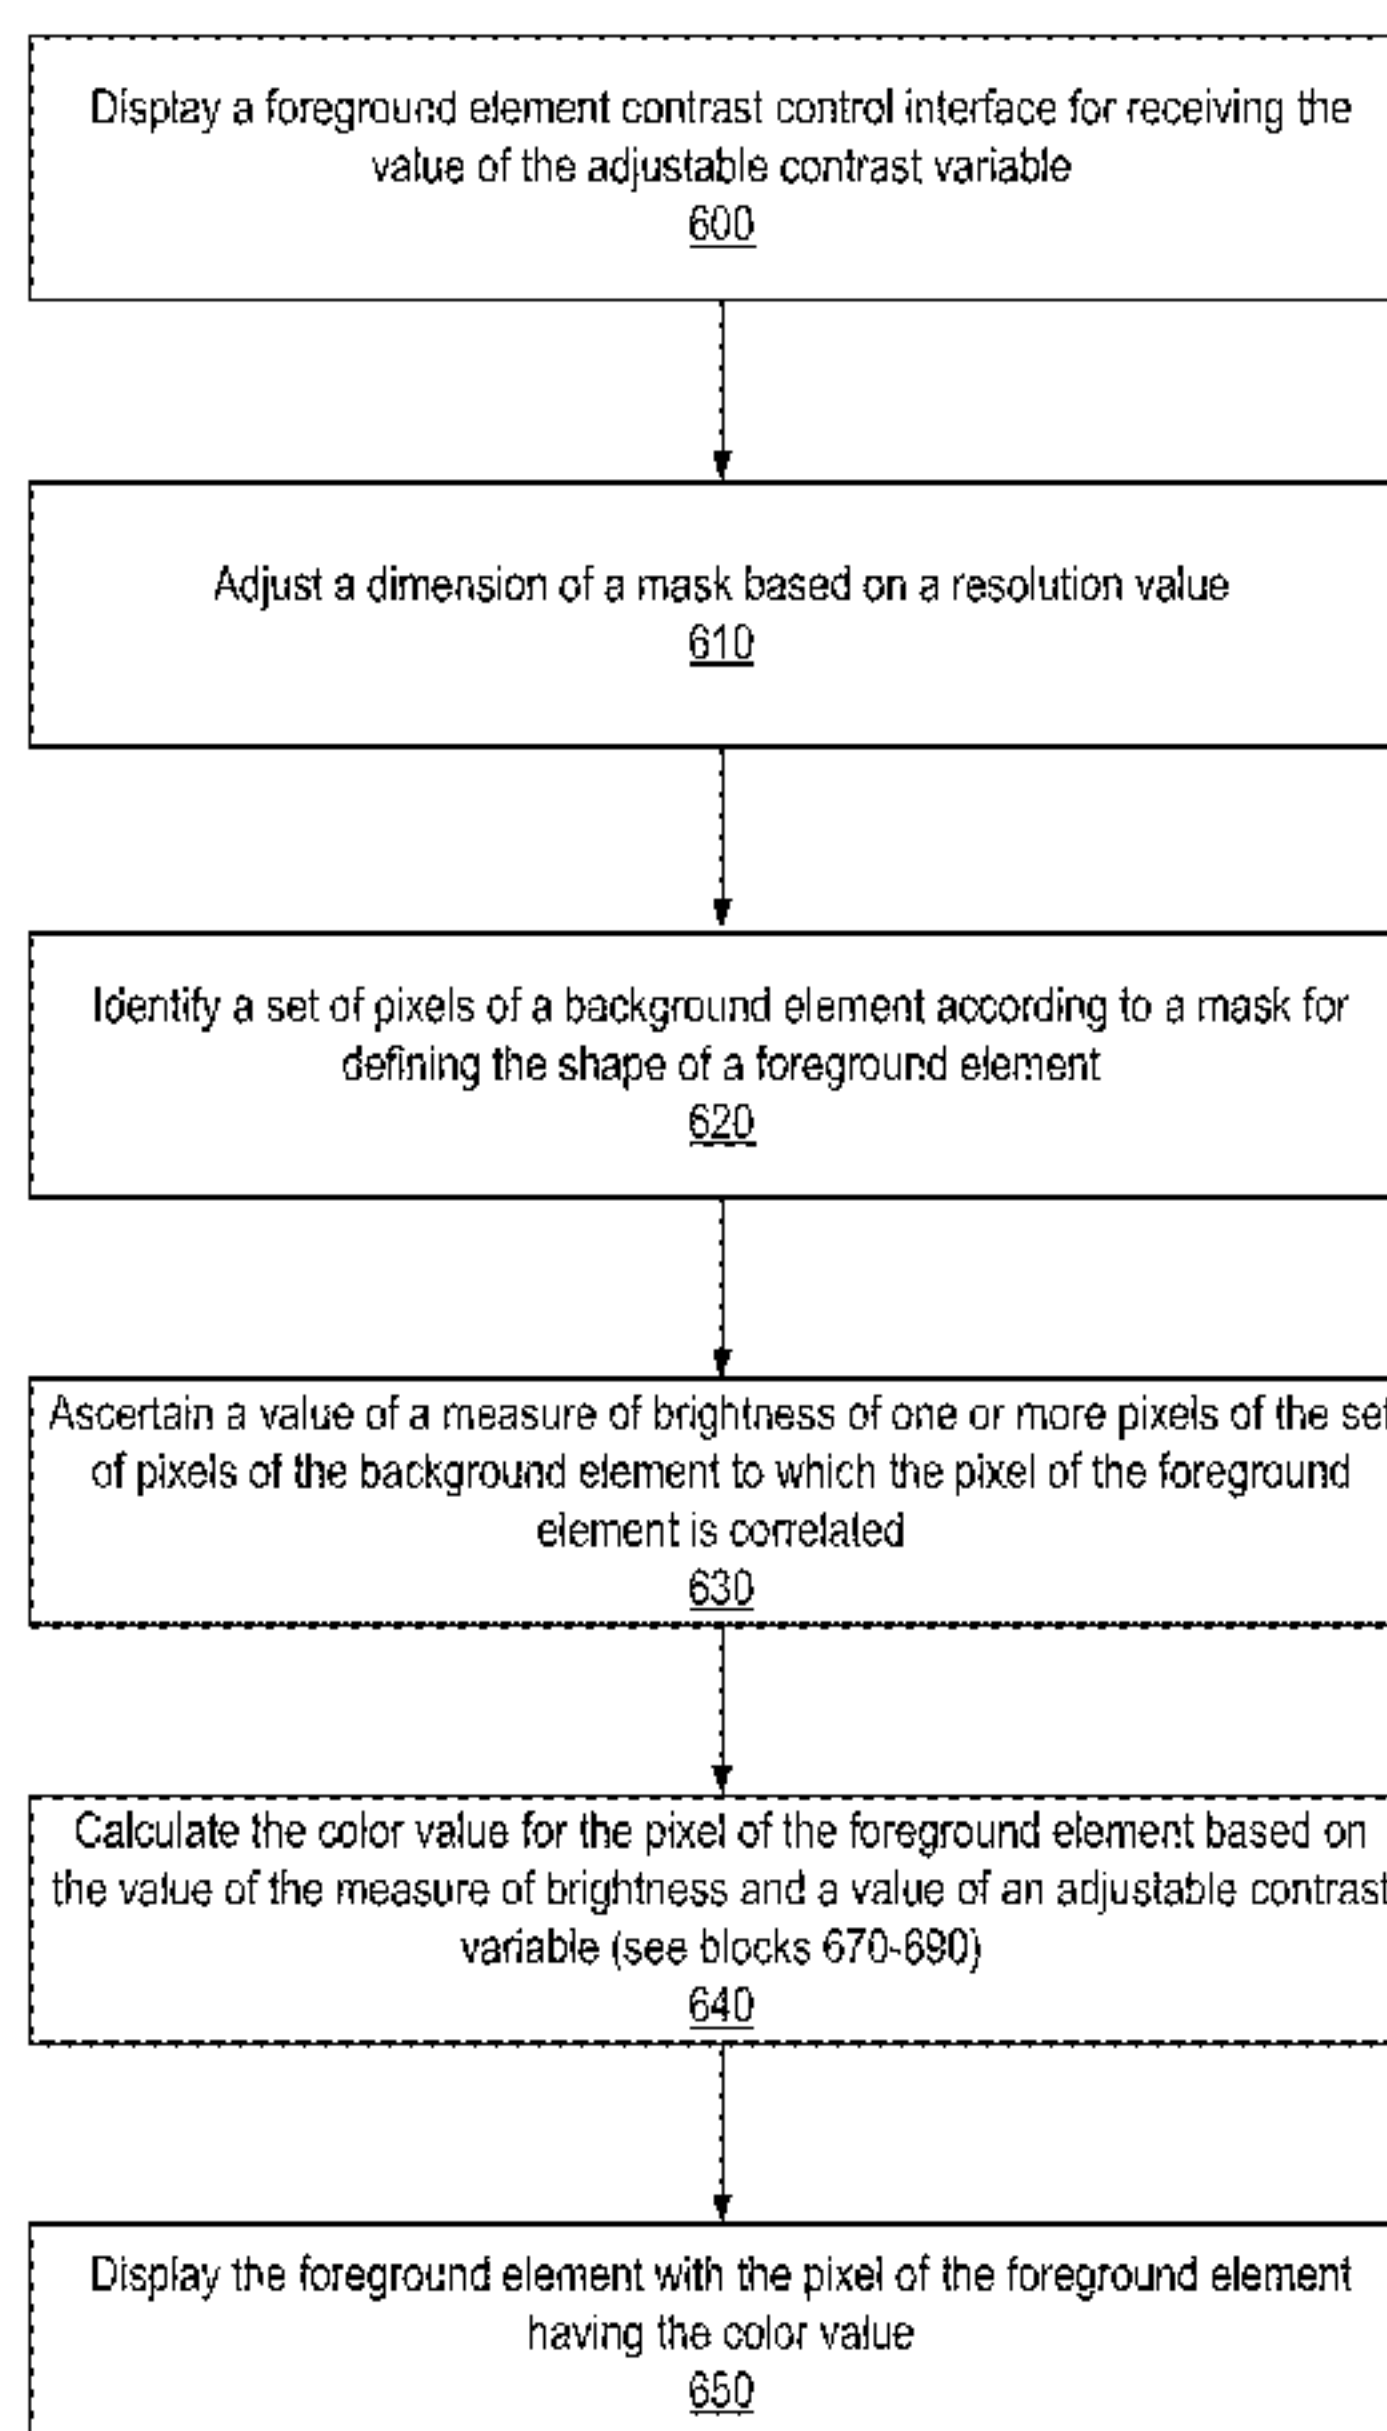 Display a foreground element contrast control interface for receiving the
value of the adjustable contrast variable
600
Adjust a dimension of a mask based on a resolution value
610
Identify a set of pixels of a background element according to a mask for
defining the shape of a foreground element
620
Ascertain a value of a measure of brightness of one or more pixels of the set
of pixels of the background element to which the pixel of the foreground
element is correlated
630
Calculate the color value for the pixel of the foreground element based on
the value of the measure of brightness and a value of an adjustable contrast
variable (see blocks 670-690)
640
Display the foreground element with the pixel of the foreground element
having the color value
650